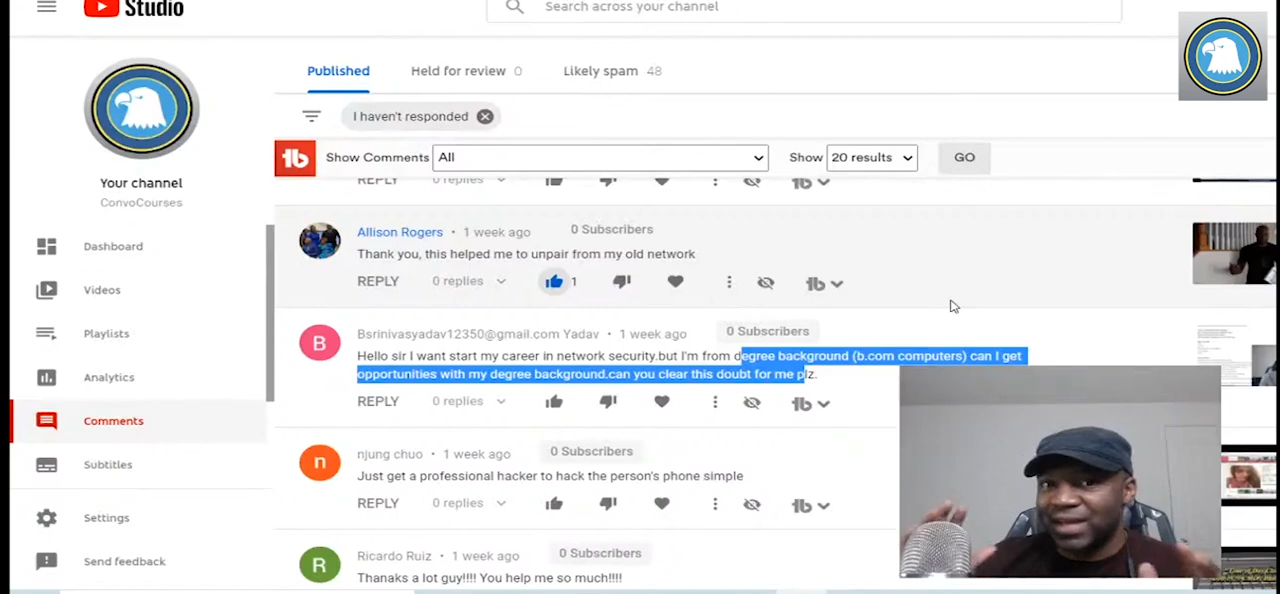 Studio
Search across your channel
Published
Held for review 0
Likely spam 48
I haven't responded
Show Comments All
Show 20 results
GO
Your channel
ConvoCourses
Dashboard
Videos
Playlists
Analytics
Comments
Subtitles
Settings
Send feedback
REPLY 0 replies
Allison Rogers • 1 week ago 0 Subscribers
Thank you, this helped me to unpair from my old network
REPLY 0 replies 1
Bsrinivasyadav12350@gmail.com Yadav • 1 week ago 0 Subscribers
Hello sir I want start my career in network security.but I'm from degree background (b.com computers) can I get
opportunities with my degree background.can you clear this doubt for me plz.
REPLY 0 replies
njung chuo • 1 week ago 0 Subscribers
Just get a professional hacker to hack the person's phone simple
REPLY 0 replies
Ricardo Ruiz • 1 week ago 0 Subscribers
Thanaks a lot guy!!!! You help me so much!!!!